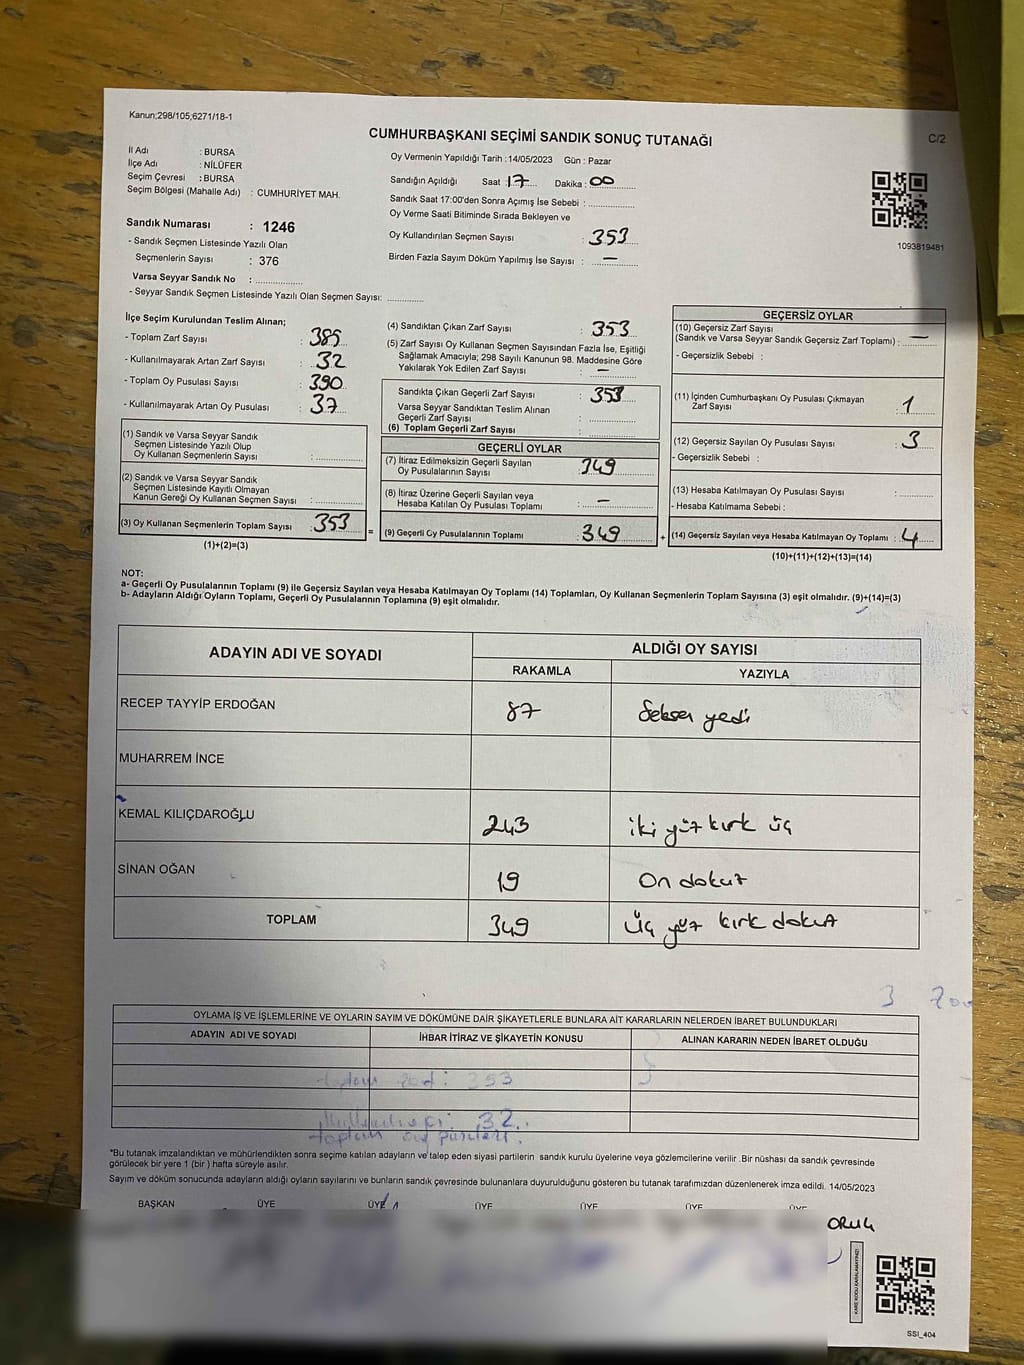 Kanun;298/105;6271/18-1
CUMHURBAŞKANI SEÇİMİ SANDIK SONUÇ TUTANAĞI
C/2
İl Adı : BURSA
İlçe Adı : NİLÜFER
Seçim Çevresi : BURSA
Seçim Bölgesi (Mahalle Adı) : CUMHURİYET MAH.
Sandık Numarası : 1246
- Sandık Seçmen Listesinde Yazılı Olan
Seçmenlerin Sayısı : 376
Varsa Seyyar Sandık No : ................
- Seyyar Sandık Seçmen Listesinde Yazılı Olan Seçmen Sayısı: ............
Oy Vermenin Yapıldığı Tarih : 14/05/2023 Gün : Pazar
Sandığın Açıldığı Saat : 17 Dakika : 00
Sandık Saat 17:00'den Sonra Açımış İse Sebebi : ............
Oy Verme Saati Bitiminde Sırada Bekleyen ve
Oy Kullandırılan Seçmen Sayısı : 353
Birden Fazla Sayım Döküm Yapılmış İse Sayısı : —
1093819481
İlçe Seçim Kurulundan Teslim Alınan;
- Toplam Zarf Sayısı : 385
- Kullanılmayarak Artan Zarf Sayısı : 32
- Toplam Oy Pusulası Sayısı : 390
- Kullanılmayarak Artan Oy Pusulası : 37
(1) Sandık ve Varsa Seyyar Sandık
Seçmen Listesinde Yazılı Olup
Oy Kullanan Seçmenlerin Sayısı : ............
(2) Sandık ve Varsa Seyyar Sandık
Seçmen Listesinde Kayıtlı Olmayan
Kanun Gereği Oy Kullanan Seçmen Sayısı : ............
(3) Oy Kullanan Seçmenlerin Toplam Sayısı : 353 =
(1)+(2)=(3)
(4) Sandıktan Çıkan Zarf Sayısı : 353
(5) Zarf Sayısı Oy Kullanan Seçmen Sayısından Fazla İse, Eşitliği
Sağlamak Amacıyla; 298 Sayılı Kanunun 98. Maddesine Göre
Yakılarak Yok Edilen Zarf Sayısı : —
Sandıkta Çıkan Geçerli Zarf Sayısı : 353
Varsa Seyyar Sandıktan Teslim Alınan
Geçerli Zarf Sayısı : ............
(6) Toplam Geçerli Zarf Sayısı : ............
GEÇERLİ OYLAR
(7) İtiraz Edilmeksizin Geçerli Sayılan
Oy Pusulalarının Sayısı : 349
(8) İtiraz Üzerine Geçerli Sayılan veya
Hesaba Katılan Oy Pusulası Toplamı : —
(9) Geçerli Oy Pusulalarının Toplamı : 349 +
GEÇERSİZ OYLAR
(10) Geçersiz Zarf Sayısı
(Sandık ve Varsa Seyyar Sandık Geçersiz Zarf Toplamı) : —
- Geçersizlik Sebebi :
(11) İçinden Cumhurbaşkanı Oy Pusulası Çıkmayan
Zarf Sayısı : 1
(12) Geçersiz Sayılan Oy Pusulası Sayısı : 3
- Geçersizlik Sebebi :
(13) Hesaba Katılmayan Oy Pusulası Sayısı : ............
- Hesaba Katılmama Sebebi :
(14) Geçersiz Sayılan veya Hesaba Katılmayan Oy Toplamı : 4
(10)+(11)+(12)+(13)=(14)
NOT:
a- Geçerli Oy Pusulalarının Toplamı (9) ile Geçersiz Sayılan veya Hesaba Katılmayan Oy Toplamı (14) Toplamları, Oy Kullanan Seçmenlerin Toplam Sayısına (3) eşit olmalıdır. (9)+(14)=(3)
b- Adayların Aldığı Oyların Toplamı, Geçerli Oy Pusulalarının Toplamına (9) eşit olmalıdır.
ADAYIN ADI VE SOYADI
ALDIĞI OY SAYISI
RAKAMLA YAZIYLA
RECEP TAYYİP ERDOĞAN 87 Seksen yedi
MUHARREM İNCE
KEMAL KILIÇDAROĞLU 243 iki yüz kırk üç
SİNAN OĞAN 19 On dokuz
TOPLAM 349 Üç yüz kırk dokuz
3
OYLAMA İŞ VE İŞLEMLERİNE VE OYLARIN SAYIM VE DÖKÜMÜNE DAİR ŞİKAYETLERLE BUNLARA AİT KARARLARIN NELERDEN İBARET BULUNDUKLARI
ADAYIN ADI VE SOYADI İHBAR İTİRAZ VE ŞİKAYETİN KONUSU ALINAN KARARIN NEDEN İBARET OLDUĞU
toplam : 353
32
toplam
*Bu tutanak imzalandıktan ve mühürlendikten sonra seçime katılan adayların ve talep eden siyasi partilerin sandık kurulu üyelerine veya gözlemcilerine verilir .Bir nüshası da sandık çevresinde
görülecek bir yere 1 (bir ) hafta süreyle asılır.
Sayım ve döküm sonucunda adayların aldığı oyların sayılarını ve bunların sandık çevresinde bulunanlara duyurulduğunu gösteren bu tutanak tarafımızdan düzenlenerek imza edildi. 14/05/2023
BAŞKAN ÜYE ÜYE ÜYE ÜYE ÜYE ÜYE
ORUÇ
KARE KODU KARALAMAYINIZ!
SSI_404